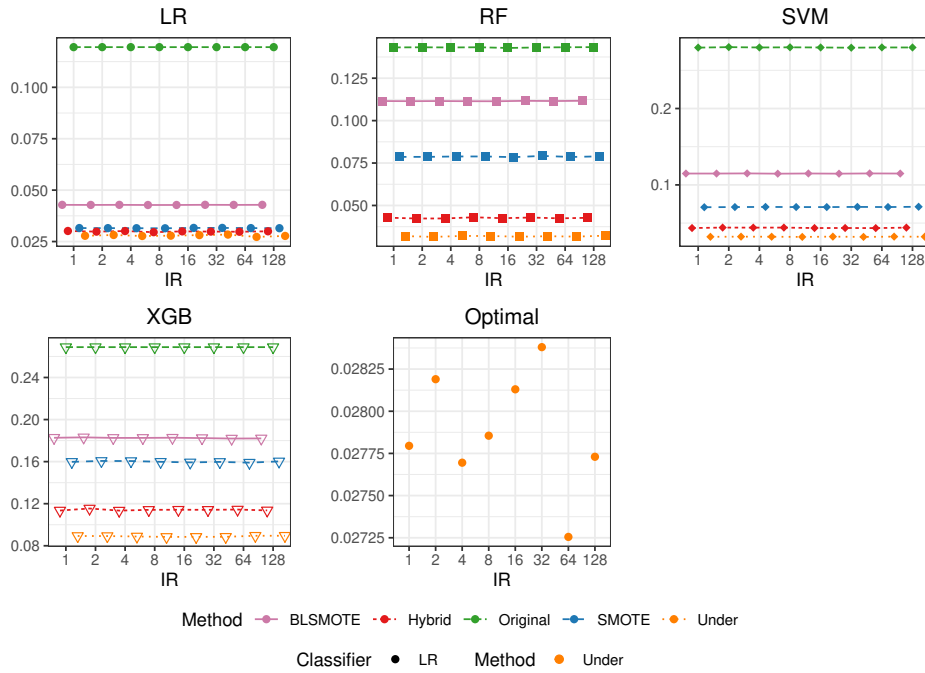 LR
RF
SVM
0.100
0.075
0.050
0.025
0.125
0.100
0.075
0.050
0.2
0.1
1 2 4 8 16 32 64 128
1 2 4 8 16 32 64 128
1 2 4 8 16 32 64 128
IR
IR
IR
XGB
Optimal
0.24
0.20
0.16
0.12
0.08
0.02825
0.02800
0.02775
0.02750
0.02725
1 2 4 8 16 32 64 128
1 2 4 8 16 32 64 128
IR
IR
Method BLSMOTE Hybrid Original SMOTE Under
Classifier LR Method Under